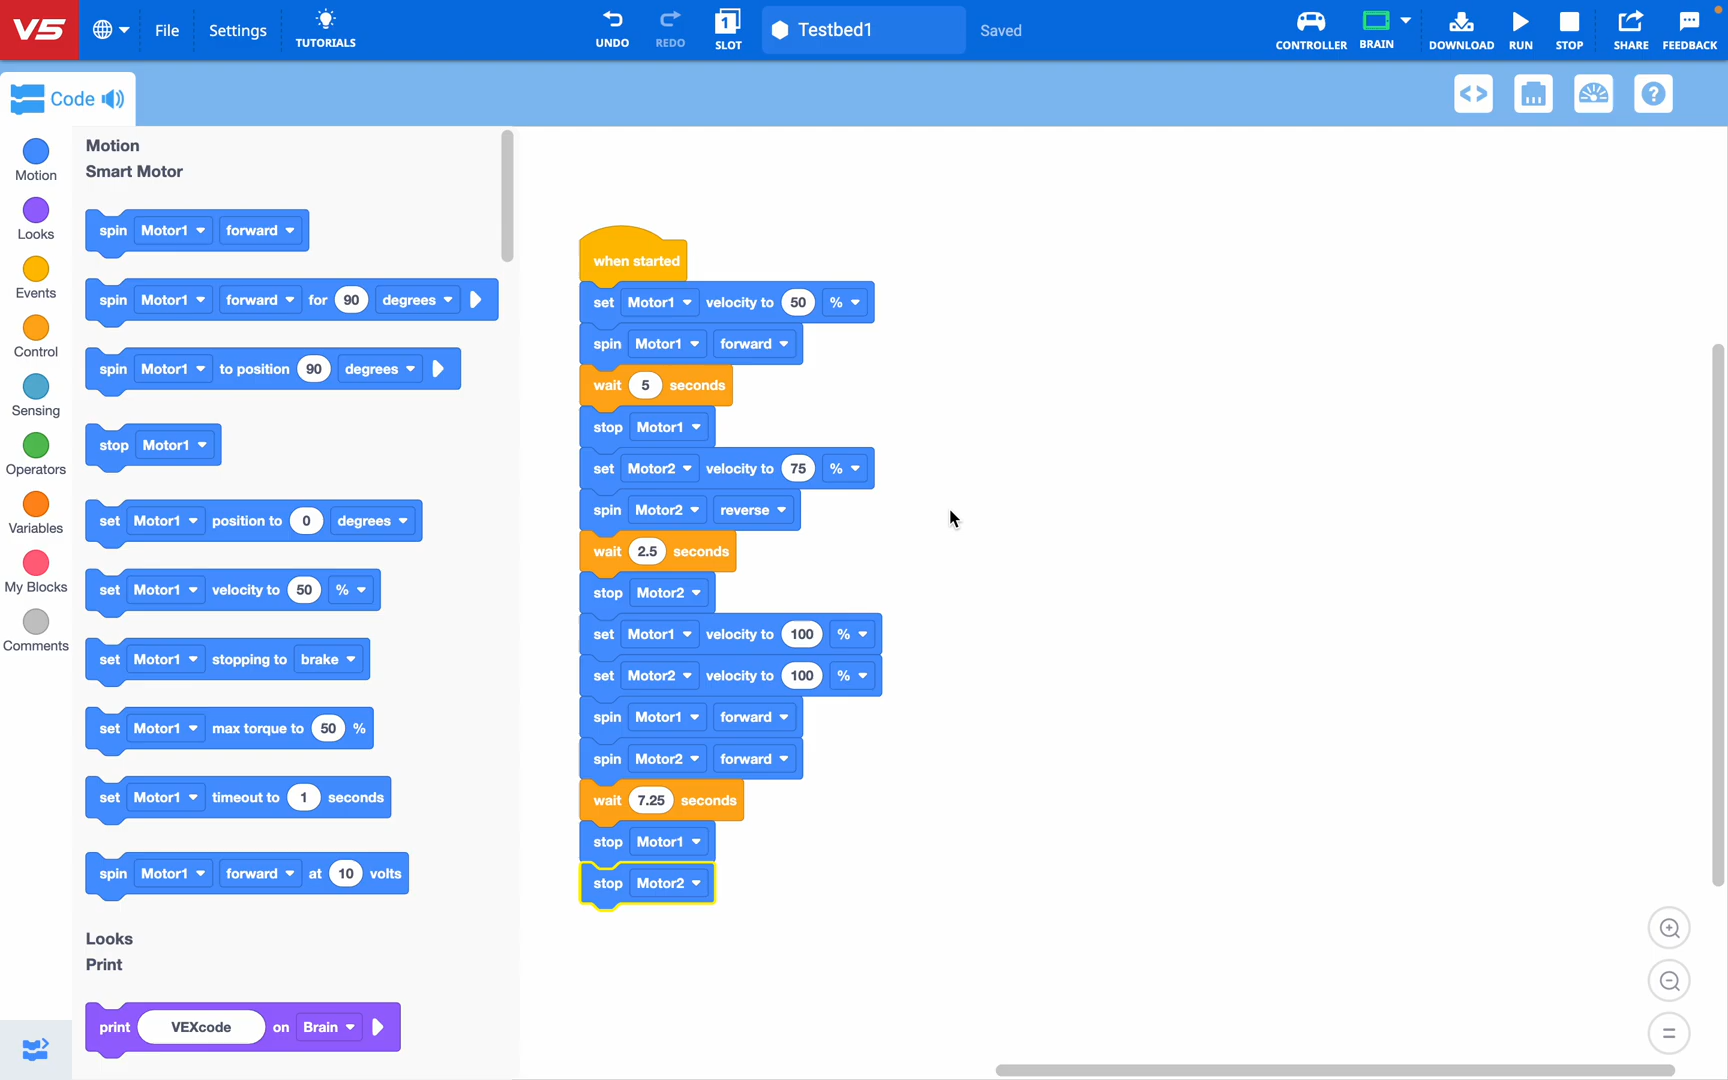 V5 File Settings TUTORIALS UNDO REDO 1 SLOT Testbed1 Saved CONTROLLER BRAIN DOWNLOAD RUN STOP SHARE FEEDBACK
Code <> ?
Motion
Looks
Events
Control
Sensing
Operators
Variables
My Blocks
Comments
Motion
Smart Motor
spin Motor1 forward
spin Motor1 forward for 90 degrees
spin Motor1 to position 90 degrees
stop Motor1
set Motor1 position to 0 degrees
set Motor1 velocity to 50 %
set Motor1 stopping to brake
set Motor1 max torque to 50 %
set Motor1 timeout to 1 seconds
spin Motor1 forward at 10 volts
Looks
Print
print VEXcode on Brain
when started
set Motor1 velocity to 50 %
spin Motor1 forward
wait 5 seconds
stop Motor1
set Motor2 velocity to 75 %
spin Motor2 reverse
wait 2.5 seconds
stop Motor2
set Motor1 velocity to 100 %
set Motor2 velocity to 100 %
spin Motor1 forward
spin Motor2 forward
wait 7.25 seconds
stop Motor1
stop Motor2